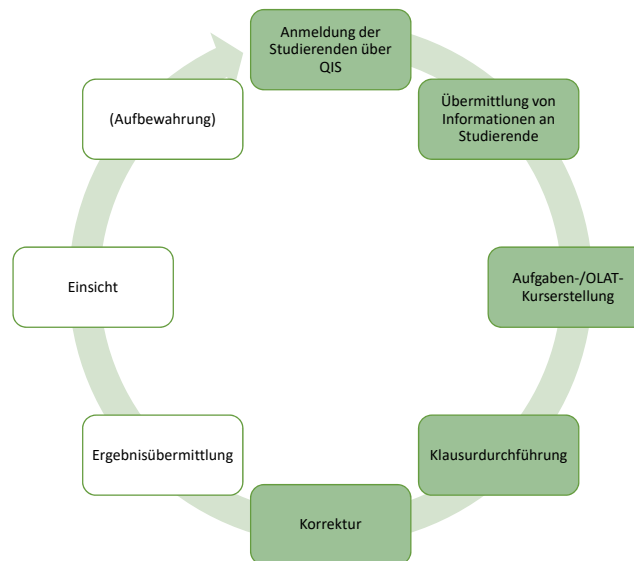 Anmeldung der
Studierenden über
QIS
Übermittlung von
Informationen an
Studierende
Aufgaben-/OLAT-
Kurserstellung
Klausurdurchführung
Korrektur
Ergebnisübermittlung
Einsicht
(Aufbewahrung)